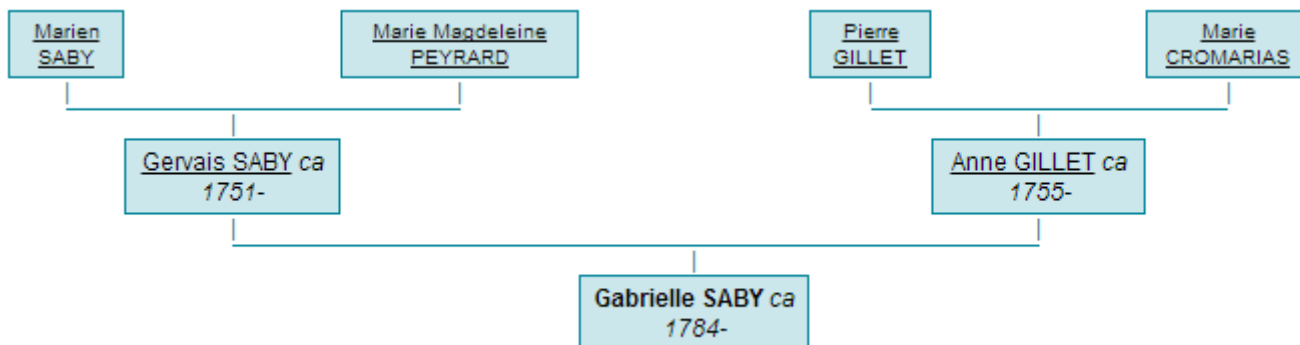 Marien
SABY
Marie Magdeleine
PEYRARD
Pierre
GILLET
Marie
CROMARIAS
Gervais SABY ca
1751-
Anne GILLET ca
1755-
Gabrielle SABY ca
1784-